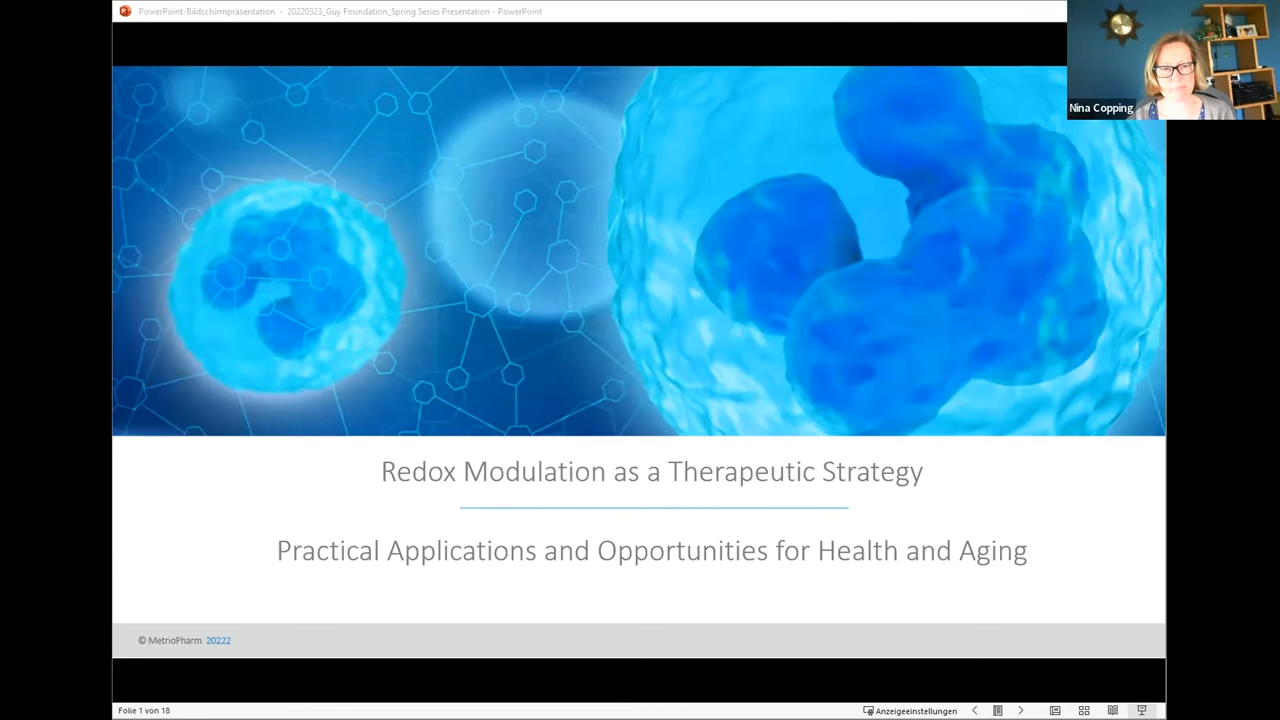 PowerPoint-Bildschirmpräsentation - 20220323_Guy Foundation_Spring Series Presentation - PowerPoint
Nina Copping
Redox Modulation as a Therapeutic Strategy
Practical Applications and Opportunities for Health and Aging
© MetrioPharm 20222
Folie 1 von 18
Anzeigeeinstellungen